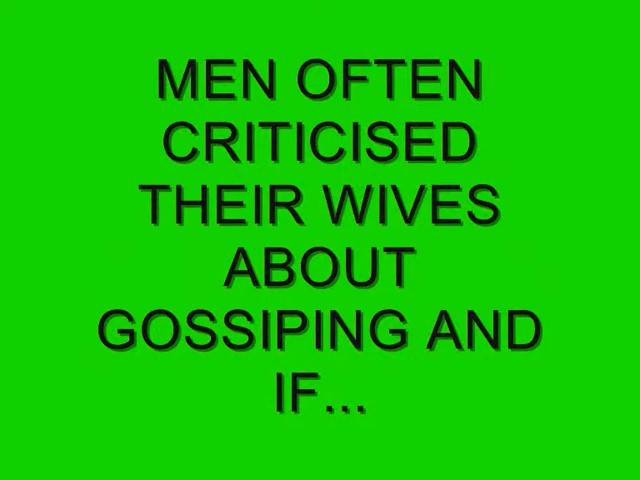 MEN OFTEN
CRITICISED
THEIR WIVES
ABOUT
GOSSIPING AND
IF...